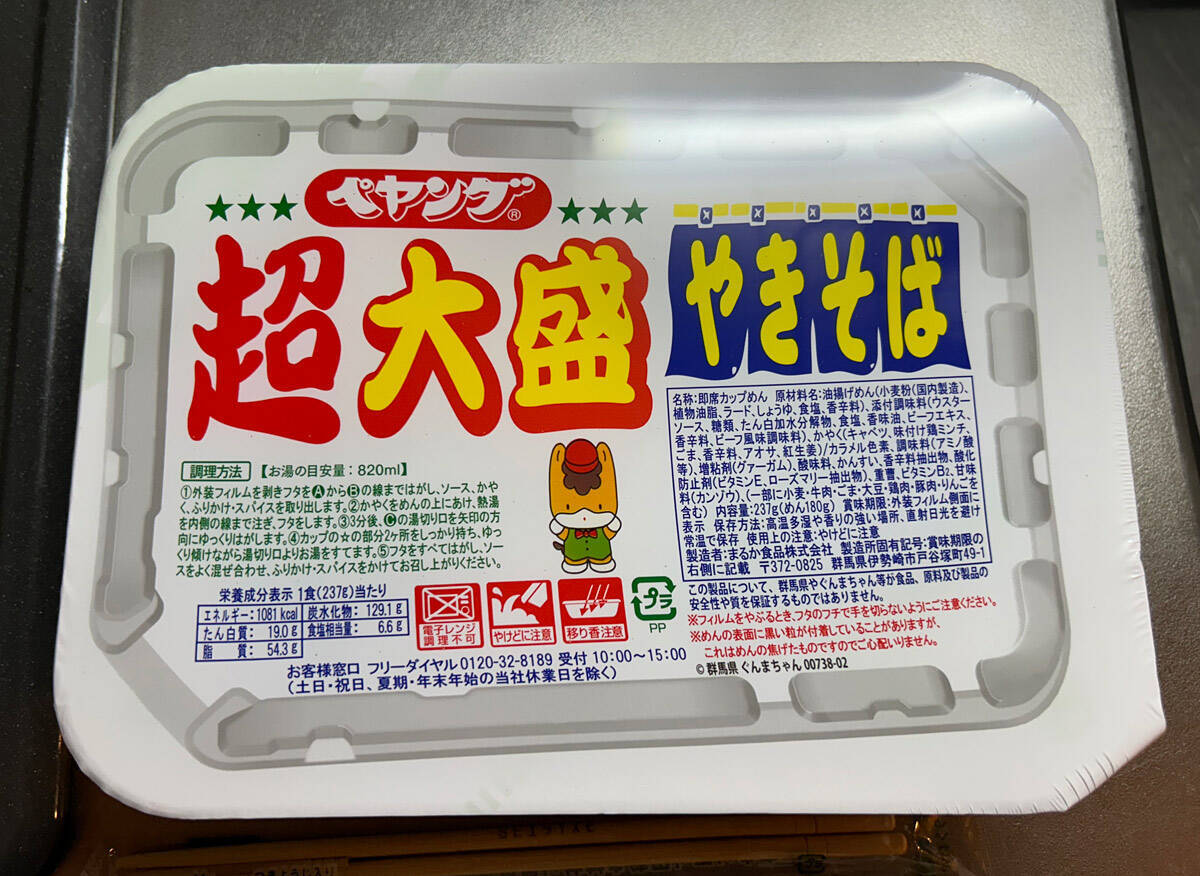 ★★★ ペヤング® ★★★
超大盛
やきそば
調理方法 【お湯の目安量：820ml】
①外装フィルムを剥きフタをⒶからⒷの線まではがし、ソース、かや
く、ふりかけ・スパイスを取り出します。②かやくをめんの上にあけ、熱湯
を内側の線まで注ぎ、フタをします。③3分後、Ⓒの湯切り口を矢印の方
向にゆっくりはがします。④カップの☆の部分2ヶ所をしっかり持ち、ゆっ
くり傾けながら湯切り口よりお湯をすてます。⑤フタをすべてはがし、ソー
スをよく混ぜ合わせ、ふりかけ・スパイスをかけてお召し上がりください。
栄養成分表示 1食(237g)当たり
エネルギー：1081 kcal 炭水化物：129.1 g
たん白質：19.0 g 食塩相当量：6.6 g
脂質：54.3 g
電子レンジ
調理不可
やけどに注意
移り香注意
プラ
PP
お客様窓口 フリーダイヤル 0120-32-8189 受付 10:00～15:00
(土日・祝日、夏期・年末年始の当社休業日を除く)
名称：即席カップめん 原材料名：油揚げめん(小麦粉(国内製造)、
植物油脂、ラード、しょうゆ、食塩、香辛料)、添付調味料(ウスター
ソース、糖類、たん白加水分解物、食塩、香味油、ビーフエキス、
香辛料、ビーフ風味調味料)、かやく(キャベツ、味付け鶏ミンチ、
ごま、香辛料、アオサ、紅生姜)/カラメル色素、調味料(アミノ酸
等)、増粘剤(グァーガム)、酸味料、かんすい、香辛料抽出物、酸化
防止剤(ビタミンE、ローズマリー抽出物)、重曹、ビタミンB2、甘味
料(カンゾウ)、(一部に小麦・牛肉・ごま・大豆・鶏肉・豚肉・りんごを
含む) 内容量：237g(めん180g) 賞味期限：外装フィルム側面に
表示 保存方法：高温多湿や香りの強い場所、直射日光を避け
常温で保存 使用上の注意：やけどに注意
製造者：まるか食品株式会社 製造所固有記号：賞味期限の
右側に記載 〒372-0825 群馬県伊勢崎市戸谷塚町49-1
この製品について、群馬県やぐんまちゃん等が食品、原料及び製品の
安全性や質を保証するものではありません。
※フィルムをやぶるとき、フタのフチで手を切らないようにご注意ください。
※めんの表面に黒い粒が付着していることがありますが、
これはめんの焦げたものですのでご心配いりません。
©群馬県 ぐんまちゃん 00738-02